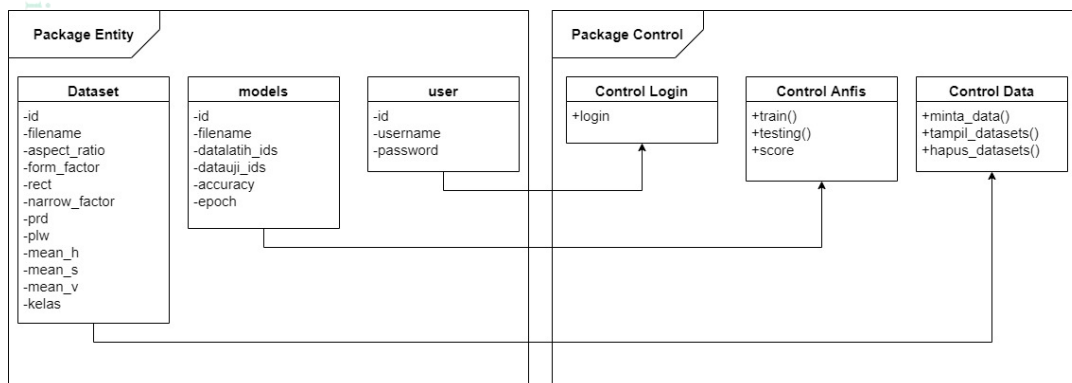 Package Entity
Dataset
-id
-filename
-aspect_ratio
-form_factor
-rect
-narrow_factor
-prd
-plw
-mean_h
-mean_s
-mean_v
-kelas
models
-id
-filename
-datalatih_ids
-datauji_ids
-accuracy
-epoch
user
-id
-username
-password
Package Control
Control Login
+login
Control Anfis
+train()
+testing()
+score
Control Data
+minta_data()
+tampil_datasets()
+hapus_datasets()